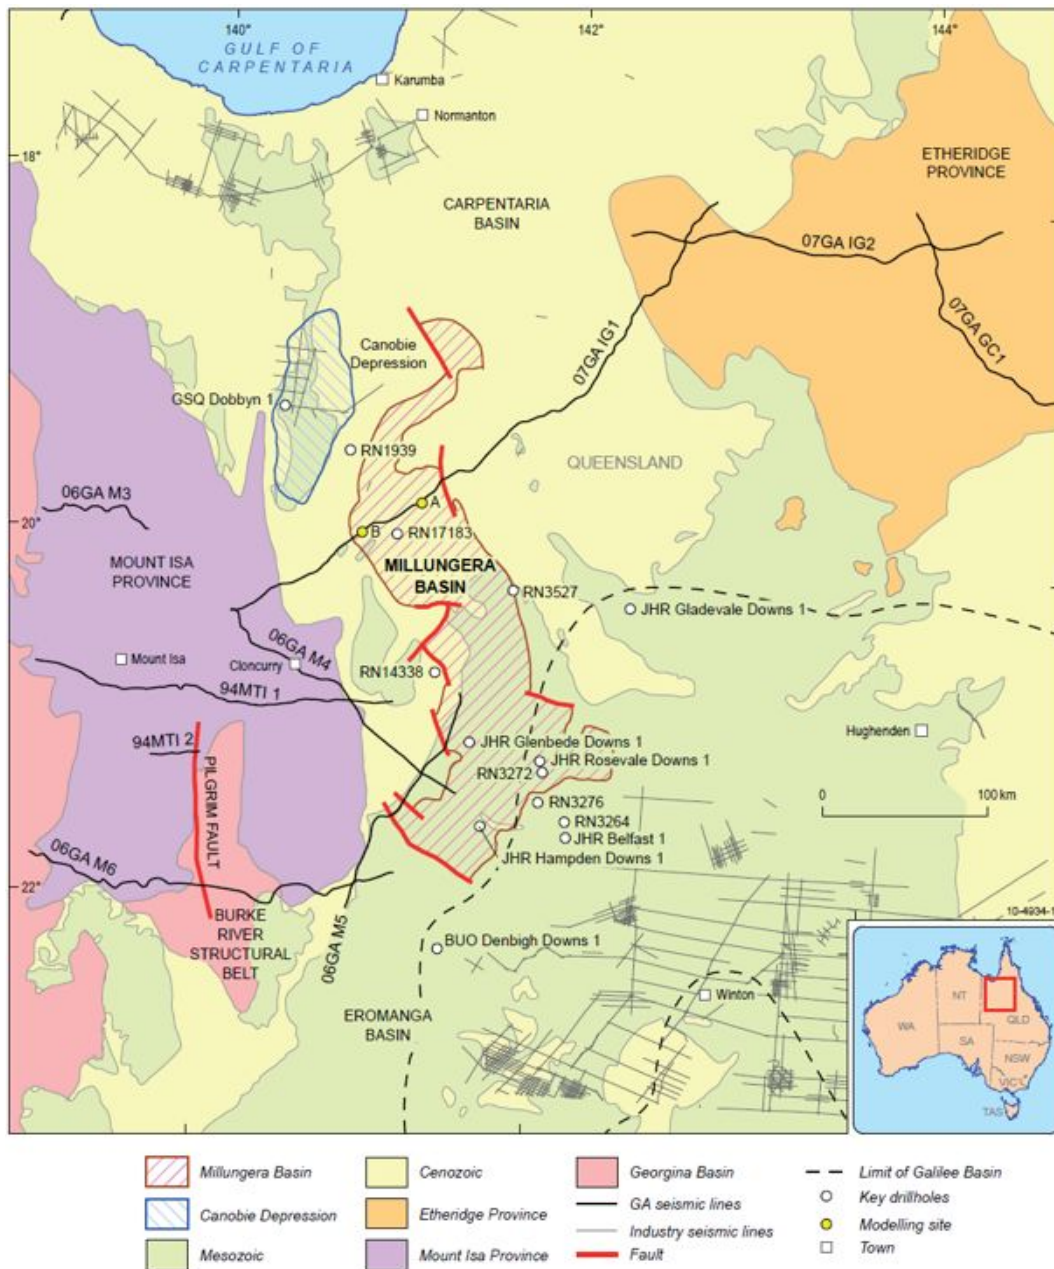 140°
142°
144°
GULF OF
CARPENTARIA
Karumba
Normanton
18°
ETHERIDGE
PROVINCE
CARPENTARIA
BASIN
07GA IG2
07GA IG1
07GA GC1
Canobie
Depression
GSQ Dobbyn 1
RN1939
QUEENSLAND
06GA M3
A
20°
B
RN17183
MOUNT ISA
PROVINCE
MILLUNGERA
BASIN
RN3527
JHR Gladevale Downs 1
06GA M4
Mount Isa
Cloncurry
RN14338
94MTI 1
Hughenden
94MTI 2
JHR Glenbede Downs 1
JHR Rosevale Downs 1
RN3272
PILGRIM FAULT
0
100 km
RN3276
RN3264
JHR Belfast 1
06GA M6
JHR Hampden Downs 1
22°
BURKE
RIVER
STRUCTURAL
BELT
06GA M5
10-4934-1
BUO Denbigh Downs 1
Winton
EROMANGA
BASIN
NT
QLD
WA
SA
NSW
VIC
TAS
Millungera Basin
Cenozoic
Georgina Basin
Limit of Galilee Basin
Canobie Depression
Etheridge Province
GA seismic lines
Key drillholes
Industry seismic lines
Modelling site
Mesozoic
Mount Isa Province
Fault
Town